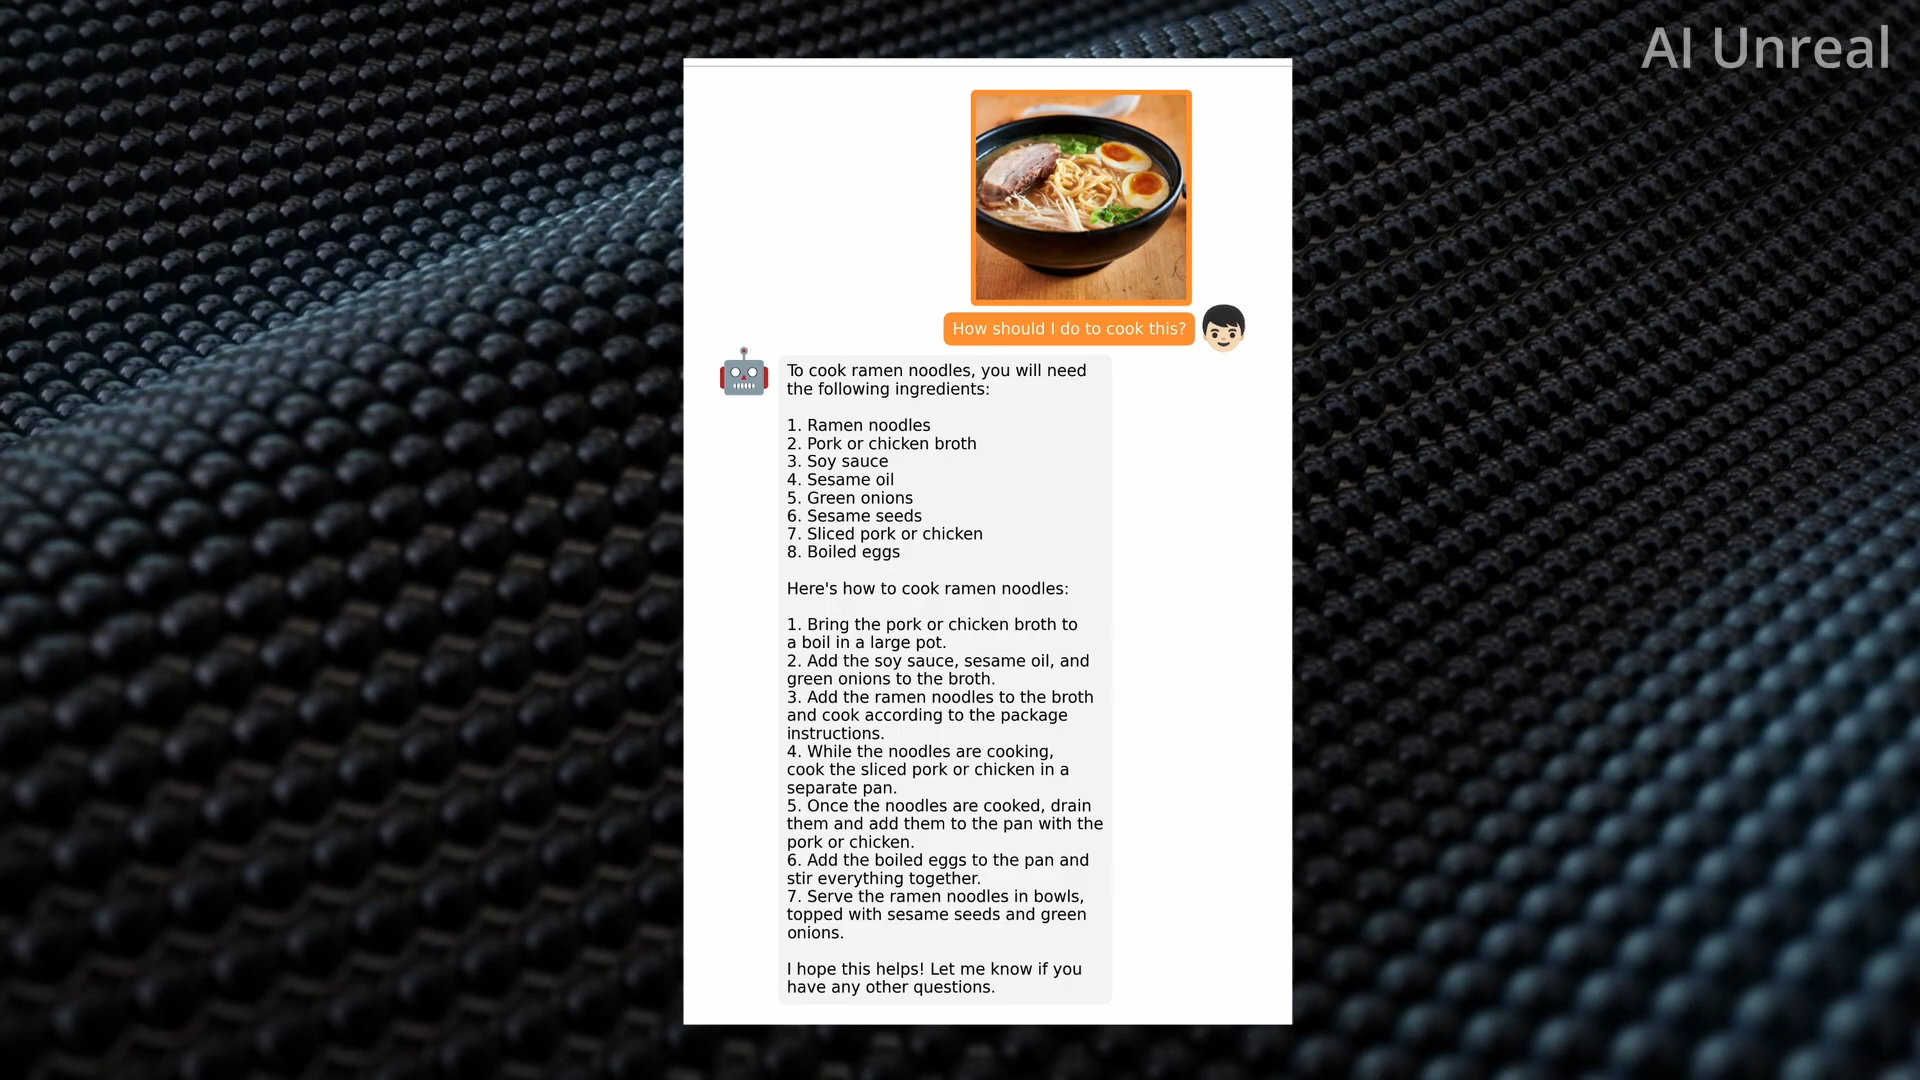 AI Unreal
How should I do to cook this?
To cook ramen noodles, you will need
the following ingredients:
1. Ramen noodles
2. Pork or chicken broth
3. Soy sauce
4. Sesame oil
5. Green onions
6. Sesame seeds
7. Sliced pork or chicken
8. Boiled eggs
Here's how to cook ramen noodles:
1. Bring the pork or chicken broth to
a boil in a large pot.
2. Add the soy sauce, sesame oil, and
green onions to the broth.
3. Add the ramen noodles to the broth
and cook according to the package
instructions.
4. While the noodles are cooking,
cook the sliced pork or chicken in a
separate pan.
5. Once the noodles are cooked, drain
them and add them to the pan with the
pork or chicken.
6. Add the boiled eggs to the pan and
stir everything together.
7. Serve the ramen noodles in bowls,
topped with sesame seeds and green
onions.
I hope this helps! Let me know if you
have any other questions.